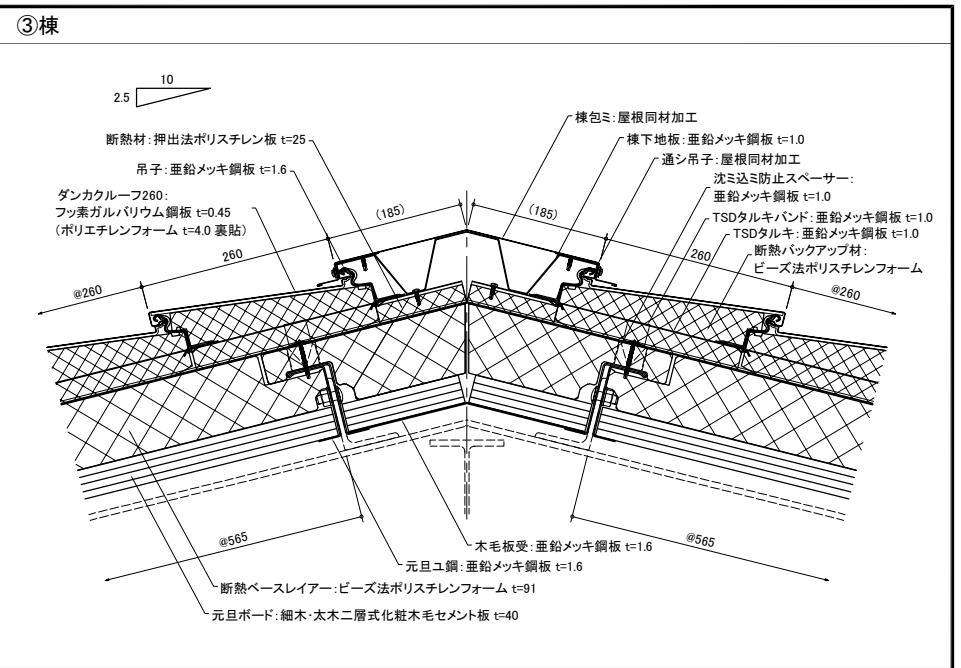 ③棟
10
2.5
断熱材:押出法ポリスチレン板 t=25
吊子:亜鉛メッキ鋼板 t=1.6
ダンカクルーフ260:
フッ素ガルバリウム鋼板 t=0.45
(ポリエチレンフォーム t=4.0 裏貼)
棟包ミ:屋根同材加工
棟下地板:亜鉛メッキ鋼板 t=1.0
通シ吊子:屋根同材加工
沈ミ込ミ防止スペーサー:
亜鉛メッキ鋼板 t=1.0
TSDタルキバンド:亜鉛メッキ鋼板 t=1.0
TSDタルキ:亜鉛メッキ鋼板 t=1.0
断熱バックアップ材:
ビーズ法ポリスチレンフォーム
(185)
(185)
260
260
@260
@260
@565
@565
木毛板受:亜鉛メッキ鋼板 t=1.6
元旦ユ鋼:亜鉛メッキ鋼板 t=1.6
断熱ベースレイアー:ビーズ法ポリスチレンフォーム t=91
元旦ボード:細木・太木二層式化粧木毛セメント板 t=40